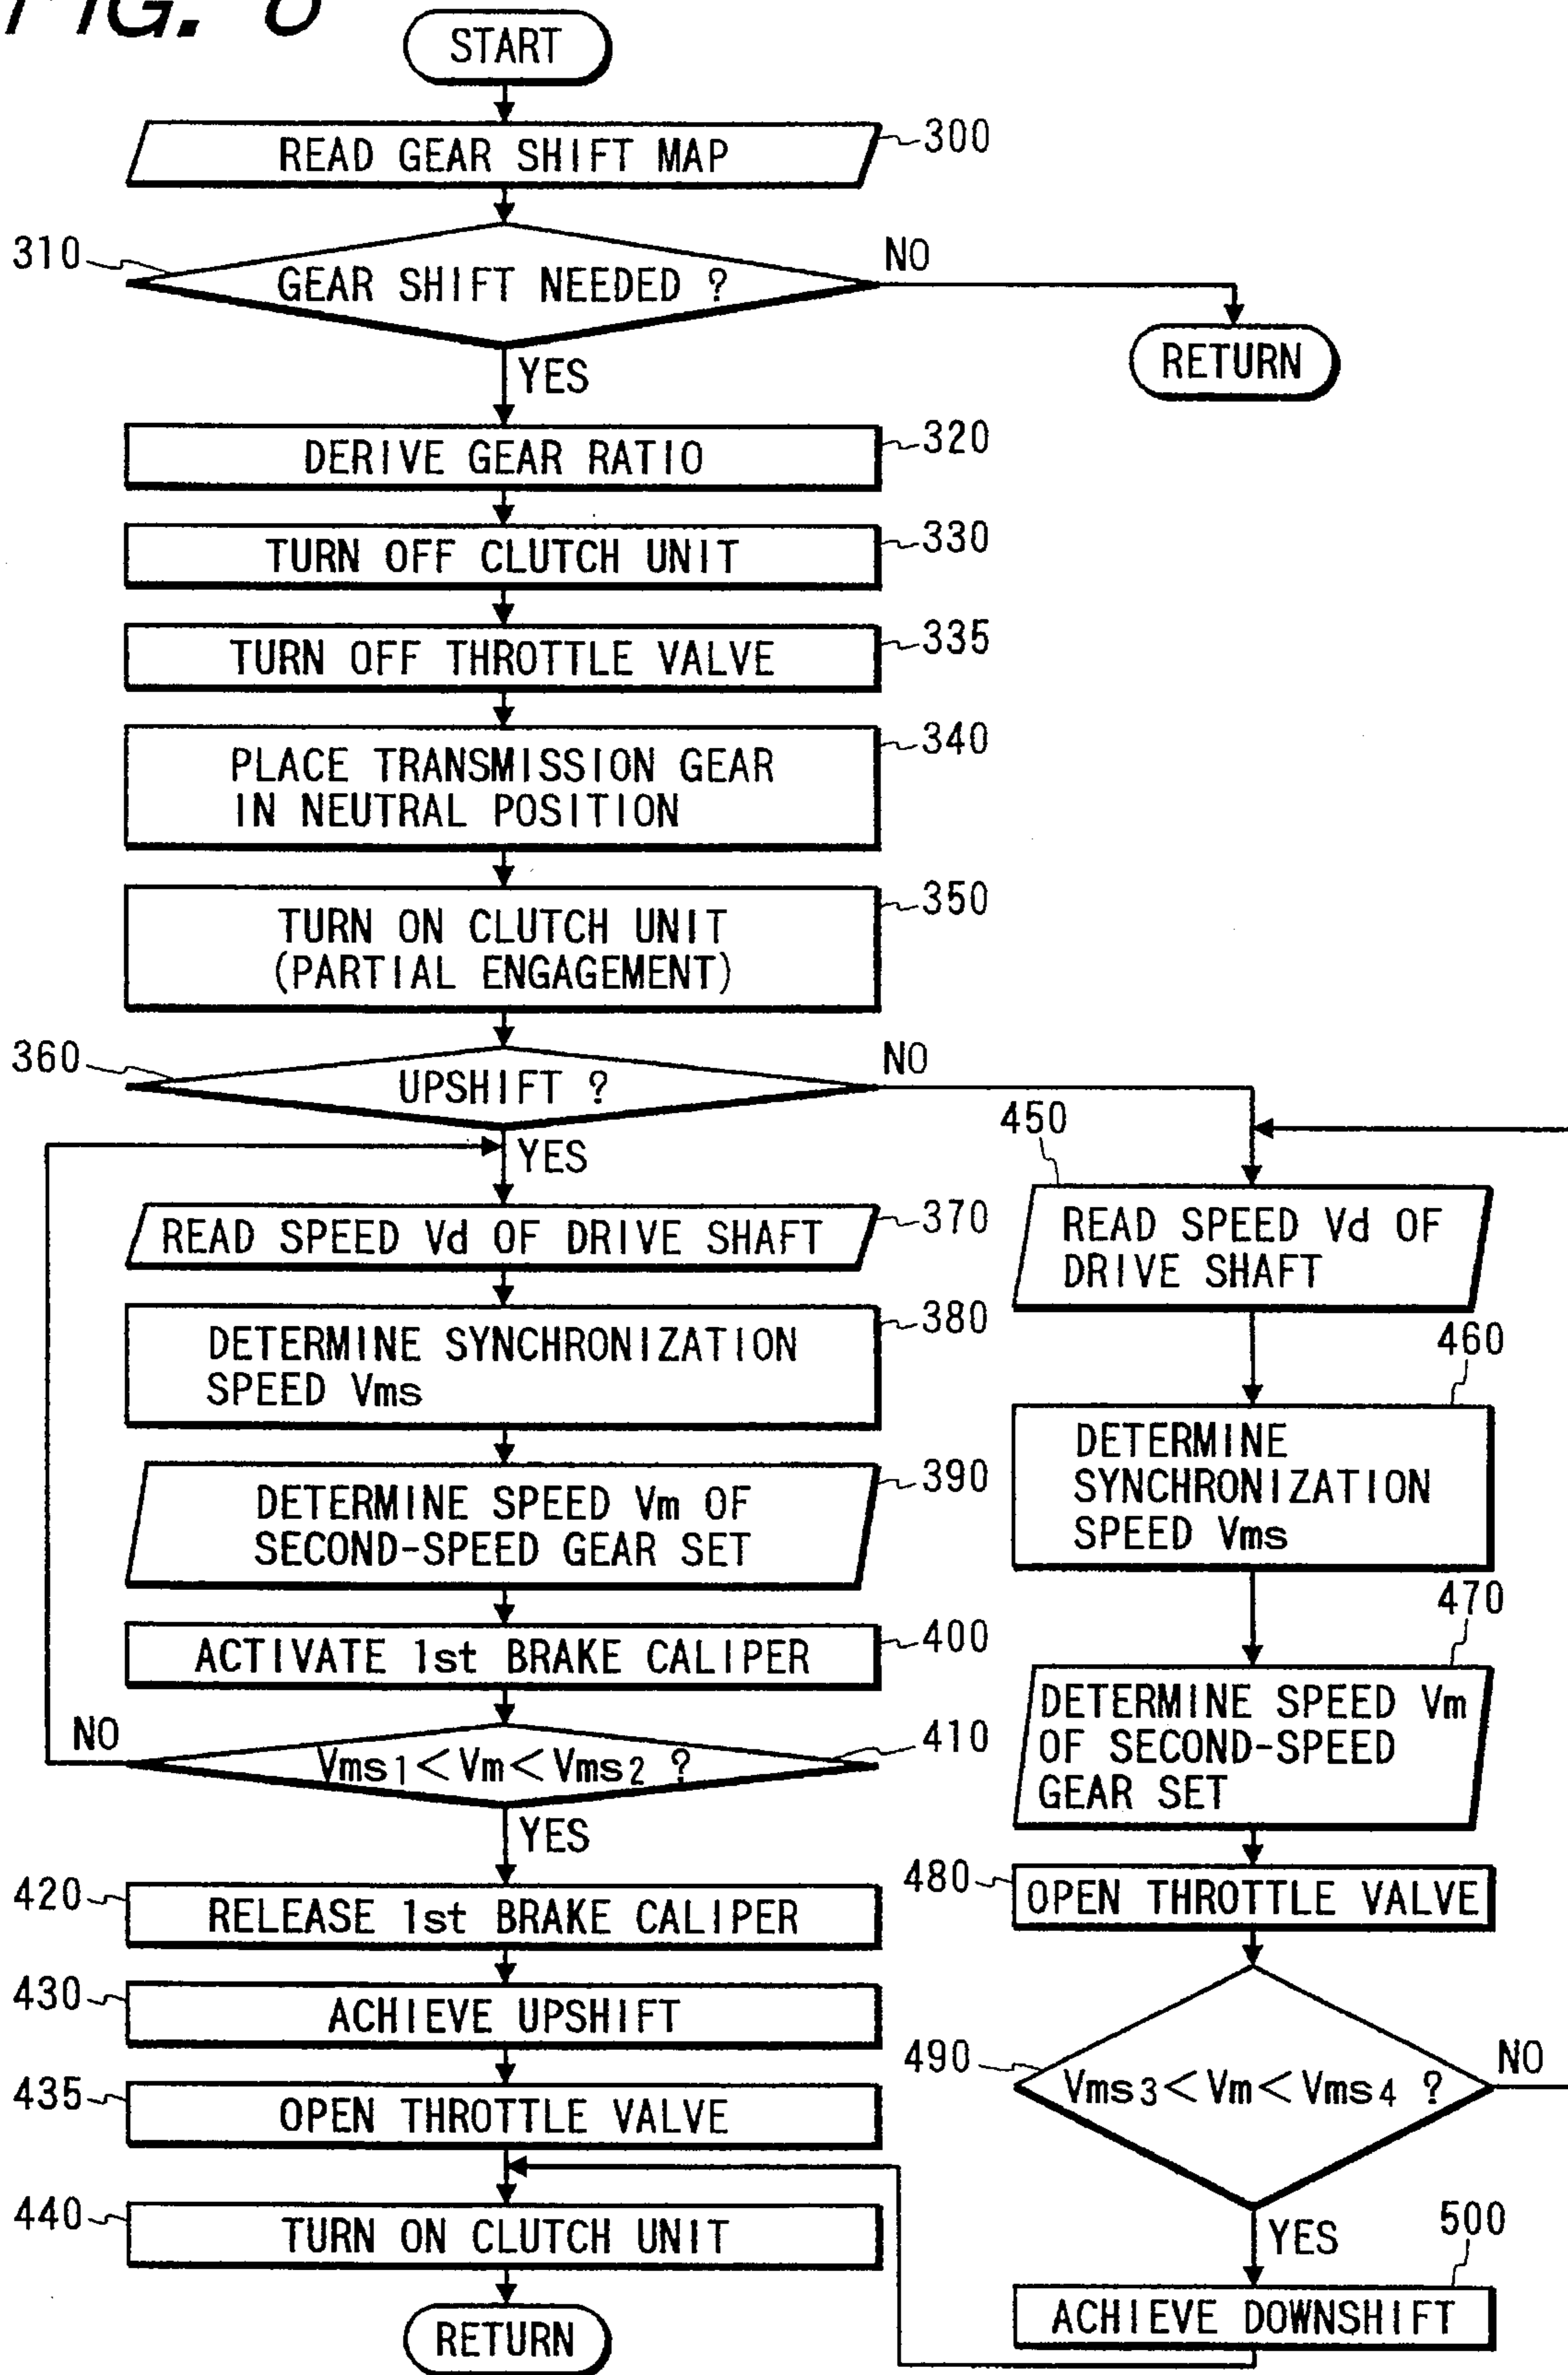 FIG. 6
START
READ GEAR SHIFT MAP
300
310
GEAR SHIFT NEEDED ?
NO
RETURN
YES
DERIVE GEAR RATIO
320
TURN OFF CLUTCH UNIT
330
TURN OFF THROTTLE VALVE
335
PLACE TRANSMISSION GEAR
IN NEUTRAL POSITION
340
TURN ON CLUTCH UNIT
(PARTIAL ENGAGEMENT)
350
360
UPSHIFT ?
NO
YES
READ SPEED Vd OF DRIVE SHAFT
370
DETERMINE SYNCHRONIZATION
SPEED Vms
380
DETERMINE SPEED Vm OF
SECOND-SPEED GEAR SET
390
ACTIVATE 1st BRAKE CALIPER
400
NO
Vms1<Vm<Vms2 ?
410
YES
420
RELEASE 1st BRAKE CALIPER
430
ACHIEVE UPSHIFT
435
OPEN THROTTLE VALVE
440
TURN ON CLUTCH UNIT
RETURN
450
READ SPEED Vd OF
DRIVE SHAFT
460
DETERMINE
SYNCHRONIZATION
SPEED Vms
470
DETERMINE SPEED Vm
OF SECOND-SPEED
GEAR SET
480
OPEN THROTTLE VALVE
490
Vms3<Vm<Vms4 ?
NO
YES
500
ACHIEVE DOWNSHIFT